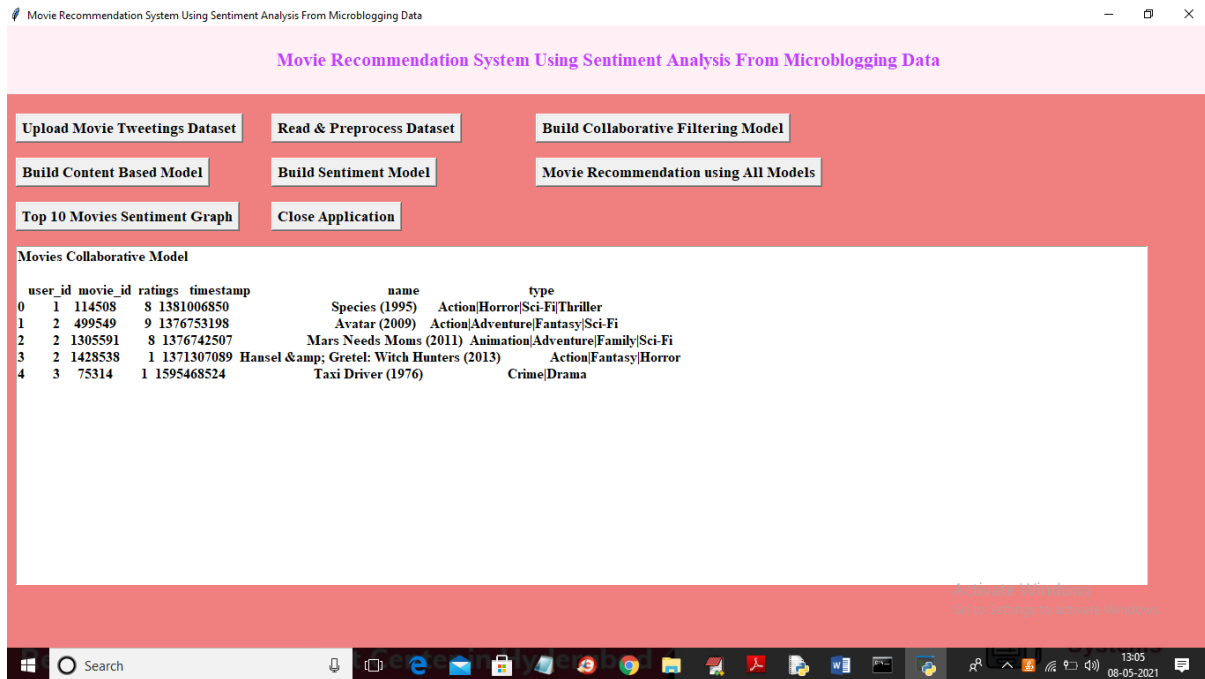 Movie Recommendation System Using Sentiment Analysis From Microblogging Data
Movie Recommendation System Using Sentiment Analysis From Microblogging Data
Upload Movie Tweetings Dataset Read & Preprocess Dataset Build Collaborative Filtering Model
Build Content Based Model Build Sentiment Model Movie Recommendation using All Models
Top 10 Movies Sentiment Graph Close Application
Movies Collaborative Model
user_id movie_id ratings timestamp name type
0 1 114508 8 1381006850 Species (1995) Action|Horror|Sci-Fi|Thriller
1 2 499549 9 1376753198 Avatar (2009) Action|Adventure|Fantasy|Sci-Fi
2 2 1305591 8 1376742507 Mars Needs Moms (2011) Animation|Adventure|Family|Sci-Fi
3 2 1428538 1 1371307089 Hansel &amp; Gretel: Witch Hunters (2013) Action|Fantasy|Horror
4 3 75314 1 1595468524 Taxi Driver (1976) Crime|Drama
Activate Windows
Search
13:05
08-05-2021